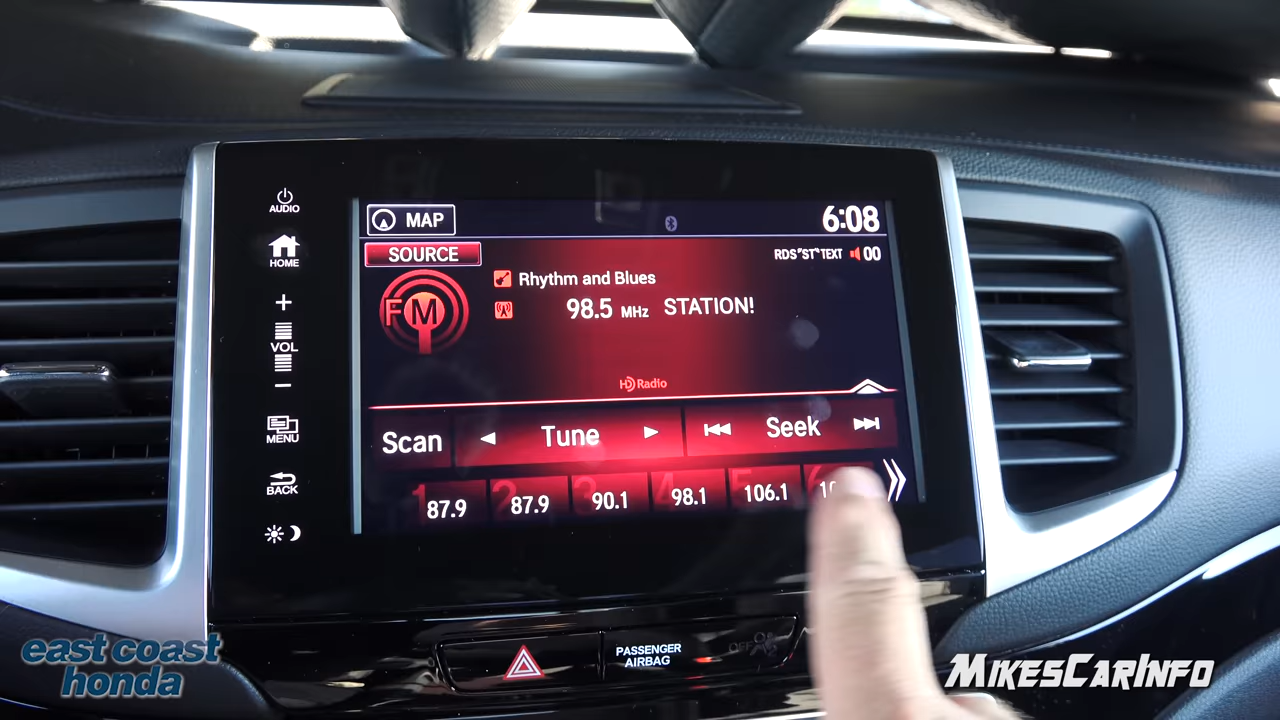 AUDIO
HOME
+
VOL
−
MENU
BACK
MAP
6:08
SOURCE
RDS "ST" TEXT 00
FM
Rhythm and Blues
98.5 MHz STATION!
HD Radio
Scan
Tune
Seek
1 87.9
2 87.9
3 90.1
4 98.1
5 106.1
6
PASSENGER
AIRBAG
OFF
east coast
honda
MIKESCARINFO